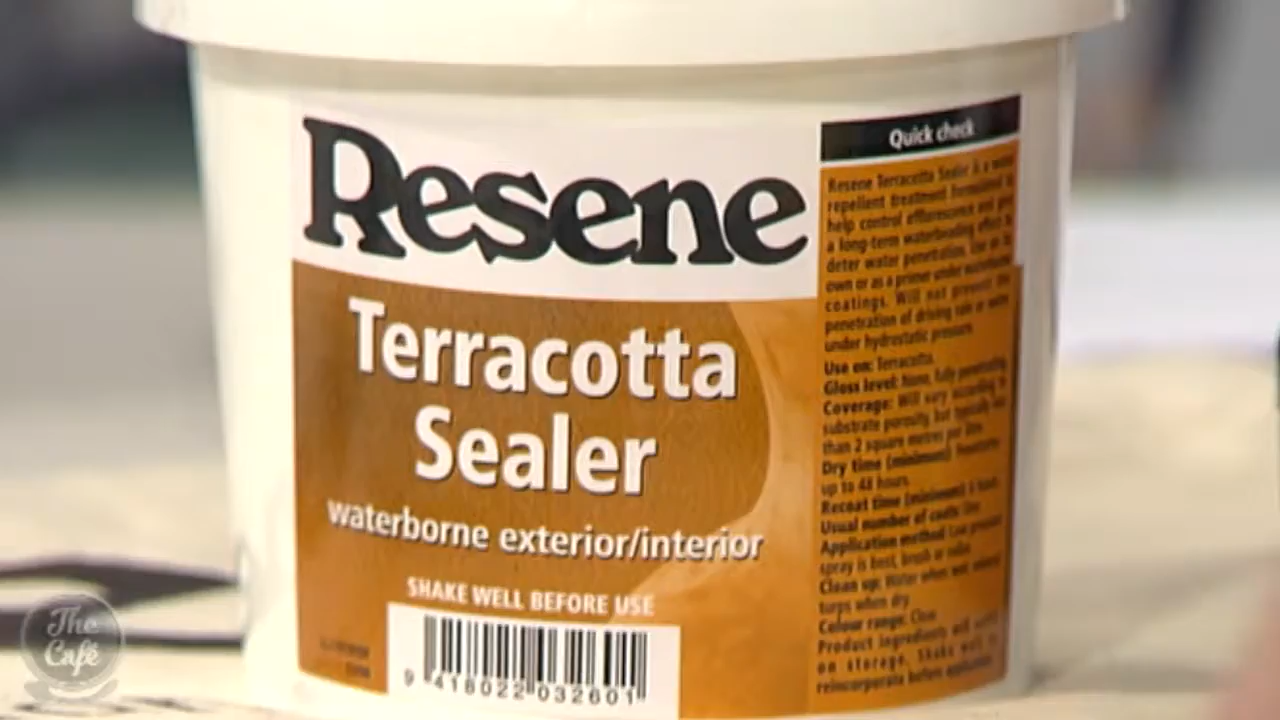 Resene
Terracotta
Sealer
waterborne exterior/interior
SHAKE WELL BEFORE USE
9 418022 032601
Quick check
Resene Terracotta Sealer is a water
repellent treatment formulated to
help control efflorescence and give
a long-term waterbeading effect to
deter water penetration. Use on its
own or as a primer under waterborne
coatings. Will not prevent the
penetration of driving rain or water
under hydrostatic pressure.
Use on: Terracotta.
Gloss level: None, fully penetrating.
Coverage: Will vary according to
substrate porosity, but typically
than 2 square metres per litre.
Dry time (minimum)
up to 48 hours.
Recoat time (minimum)
Usual number of coats:
Application method Low pressure
spray is best, brush or roller.
Clean up: Water when wet, mineral
turps when dry.
Colour range: Clear.
Product ingredients will settle
on storage. Shake well to
reincorporate before application.
The
Café